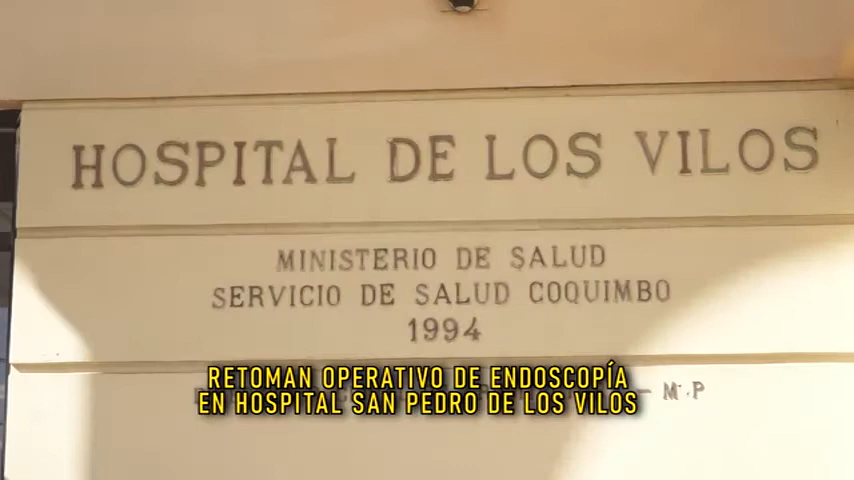 HOSPITAL DE LOS VILOS
MINISTERIO DE SALUD
SERVICIO DE SALUD COQUIMBO
1994
RETOMAN OPERATIVO DE ENDOSCOPÍA
EN HOSPITAL SAN PEDRO DE LOS VILOS
M.P